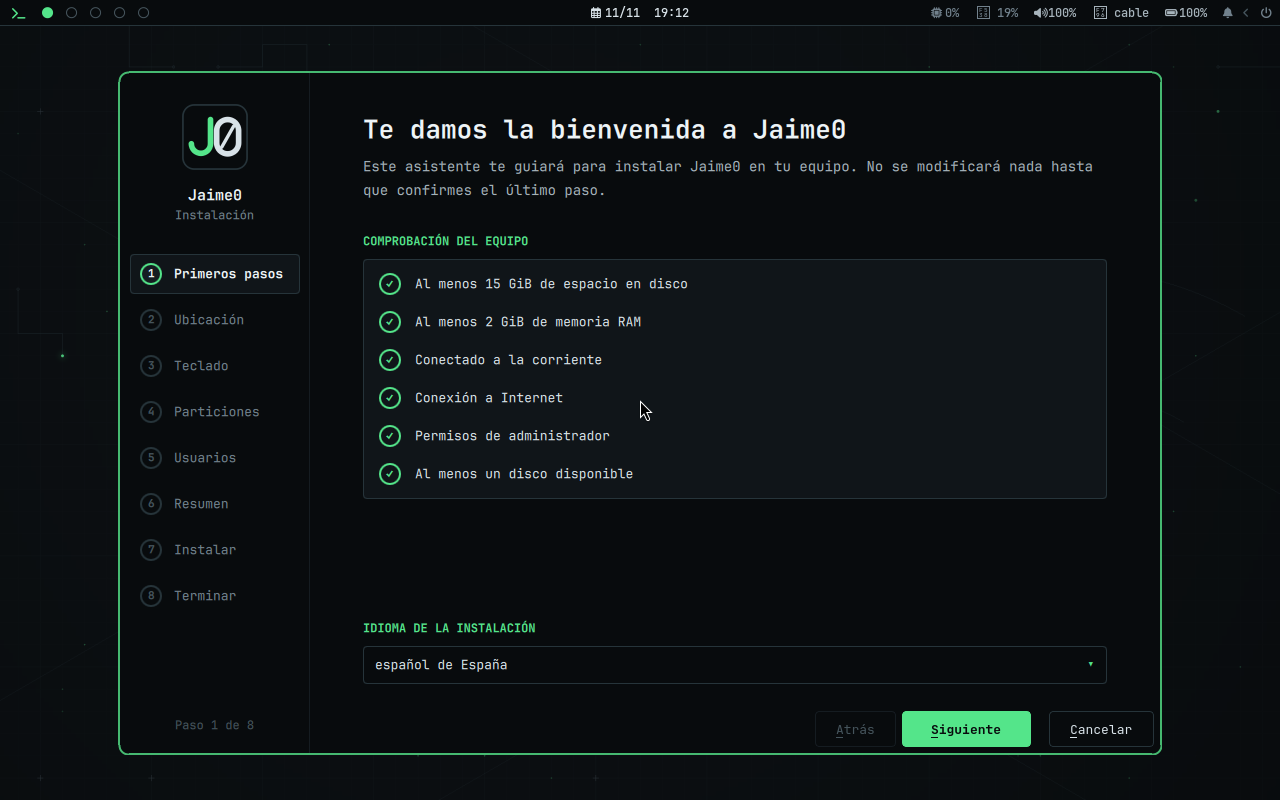 11/11 19:12
0%
19%
100%
cable
100%
J0
Jaime0
Instalación
1 Primeros pasos
2 Ubicación
3 Teclado
4 Particiones
5 Usuarios
6 Resumen
7 Instalar
8 Terminar
Paso 1 de 8
Te damos la bienvenida a Jaime0
Este asistente te guiará para instalar Jaime0 en tu equipo. No se modificará nada hasta
que confirmes el último paso.
COMPROBACIÓN DEL EQUIPO
Al menos 15 GiB de espacio en disco
Al menos 2 GiB de memoria RAM
Conectado a la corriente
Conexión a Internet
Permisos de administrador
Al menos un disco disponible
IDIOMA DE LA INSTALACIÓN
español de España
Atrás
Siguiente
Cancelar